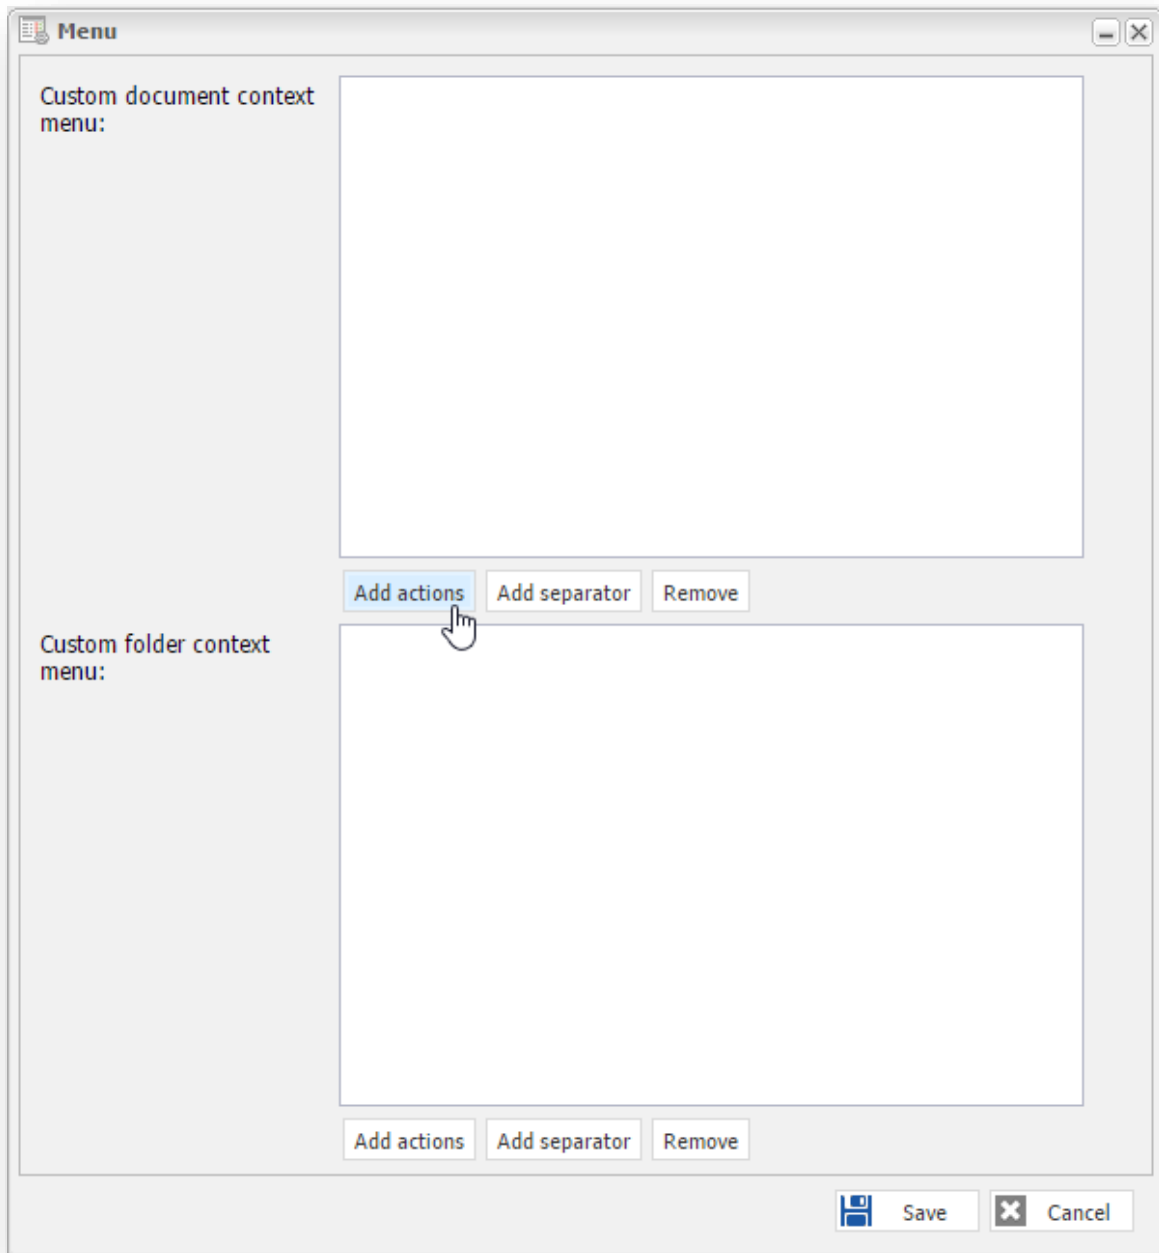 Menu
Custom document context
menu:
Add actions
Add separator
Remove
Custom folder context
menu:
Add actions
Add separator
Remove
Save
Cancel